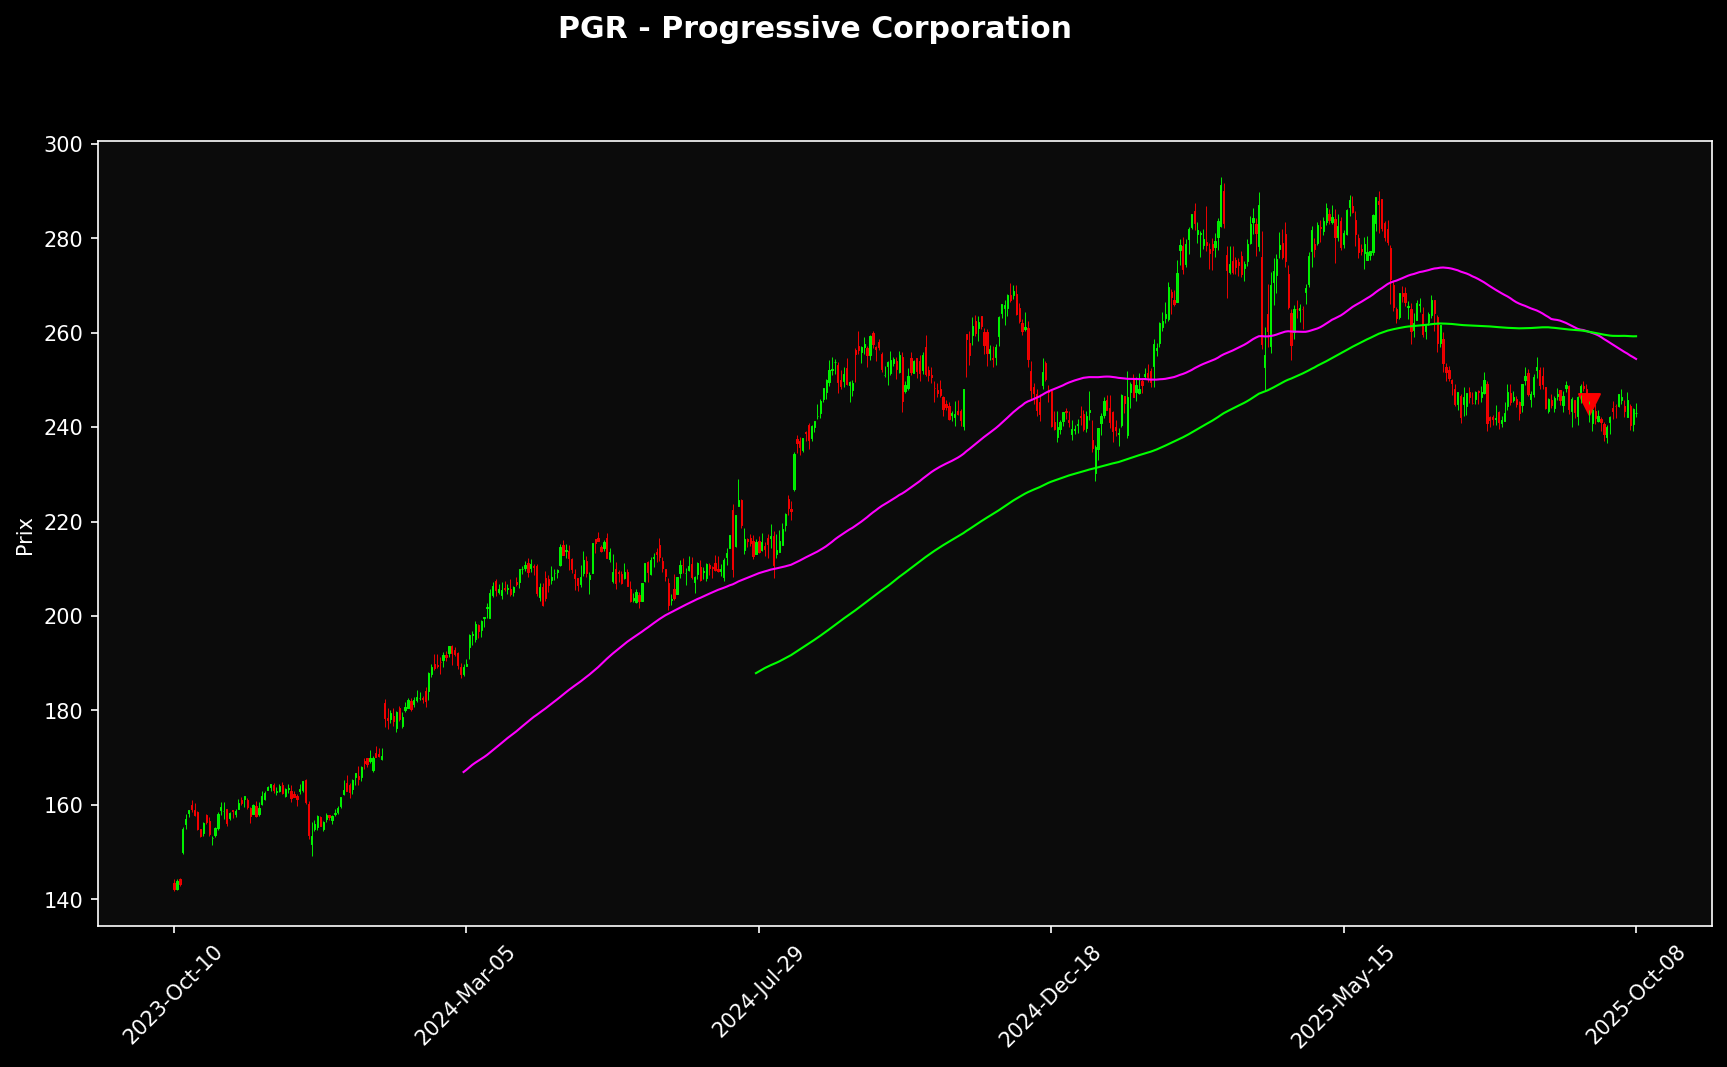 PGR - Progressive Corporation
Prix
300
280
260
240
220
200
180
160
140
2023-Oct-10
2024-Mar-05
2024-Jul-29
2024-Dec-18
2025-May-15
2025-Oct-08